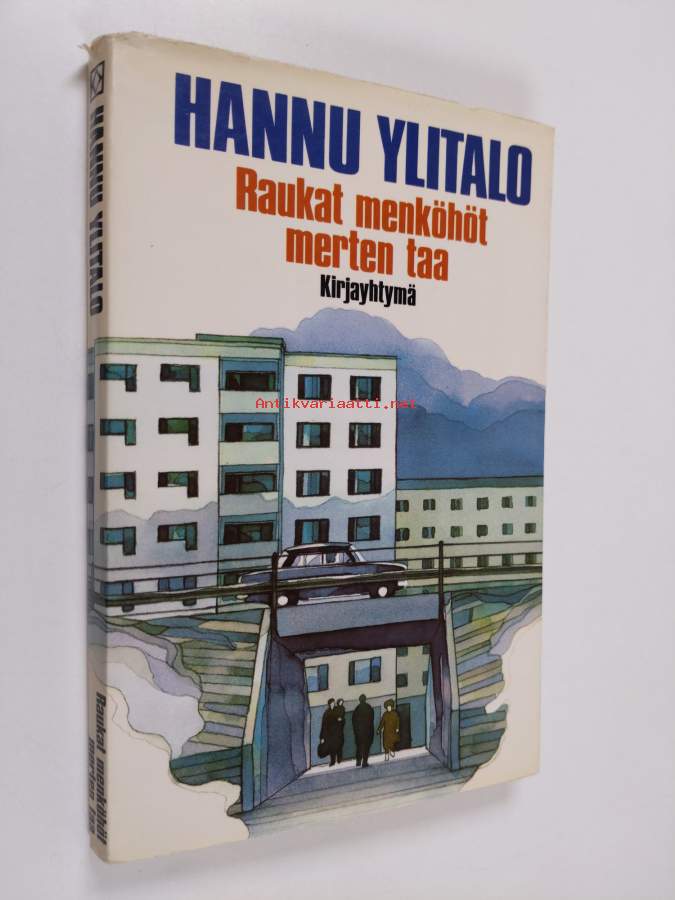 HANNU YLITALO
Raukat menköhöt
merten taa
Kirjayhtymä
Antikvariaatti.net
HANNU YLITALO
Raukat menköhöt
merten taa